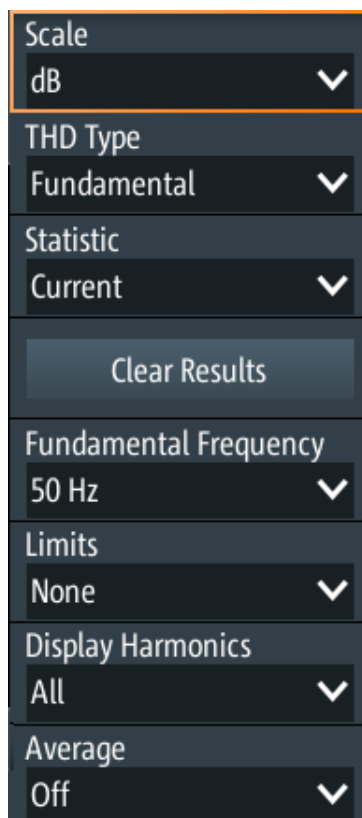 Scale
dB
THD Type
Fundamental
Statistic
Current
Clear Results
Fundamental Frequency
50 Hz
Limits
None
Display Harmonics
All
Average
Off